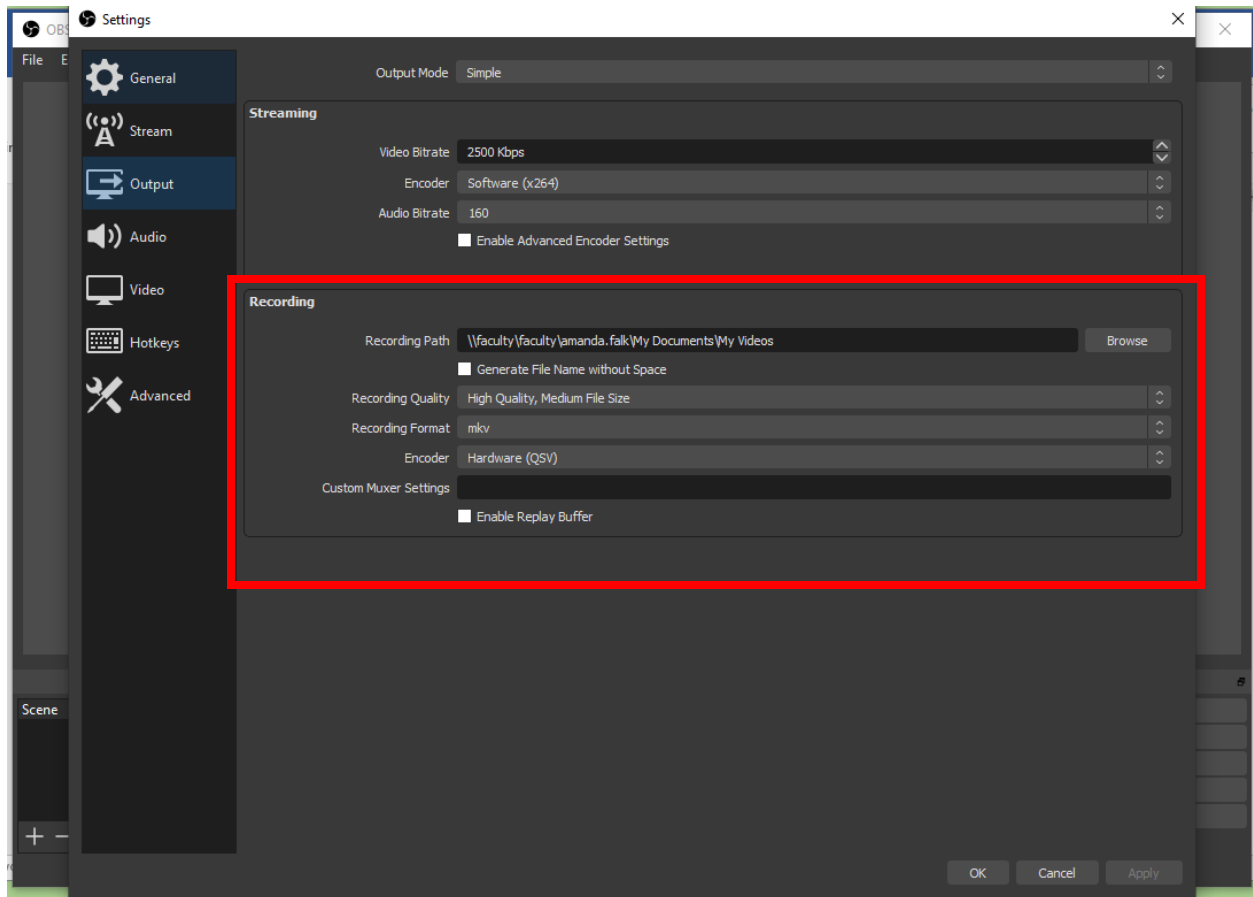 OBS
Settings
File E
General
Stream
Output
Audio
Video
Hotkeys
Advanced
Output Mode Simple
Streaming
Video Bitrate 2500 Kbps
Encoder Software (x264)
Audio Bitrate 160
Enable Advanced Encoder Settings
Recording
Recording Path \\faculty\faculty\amanda.falk\My Documents\My Videos Browse
Generate File Name without Space
Recording Quality High Quality, Medium File Size
Recording Format mkv
Encoder Hardware (QSV)
Custom Muxer Settings
Enable Replay Buffer
Scene
OK Cancel Apply